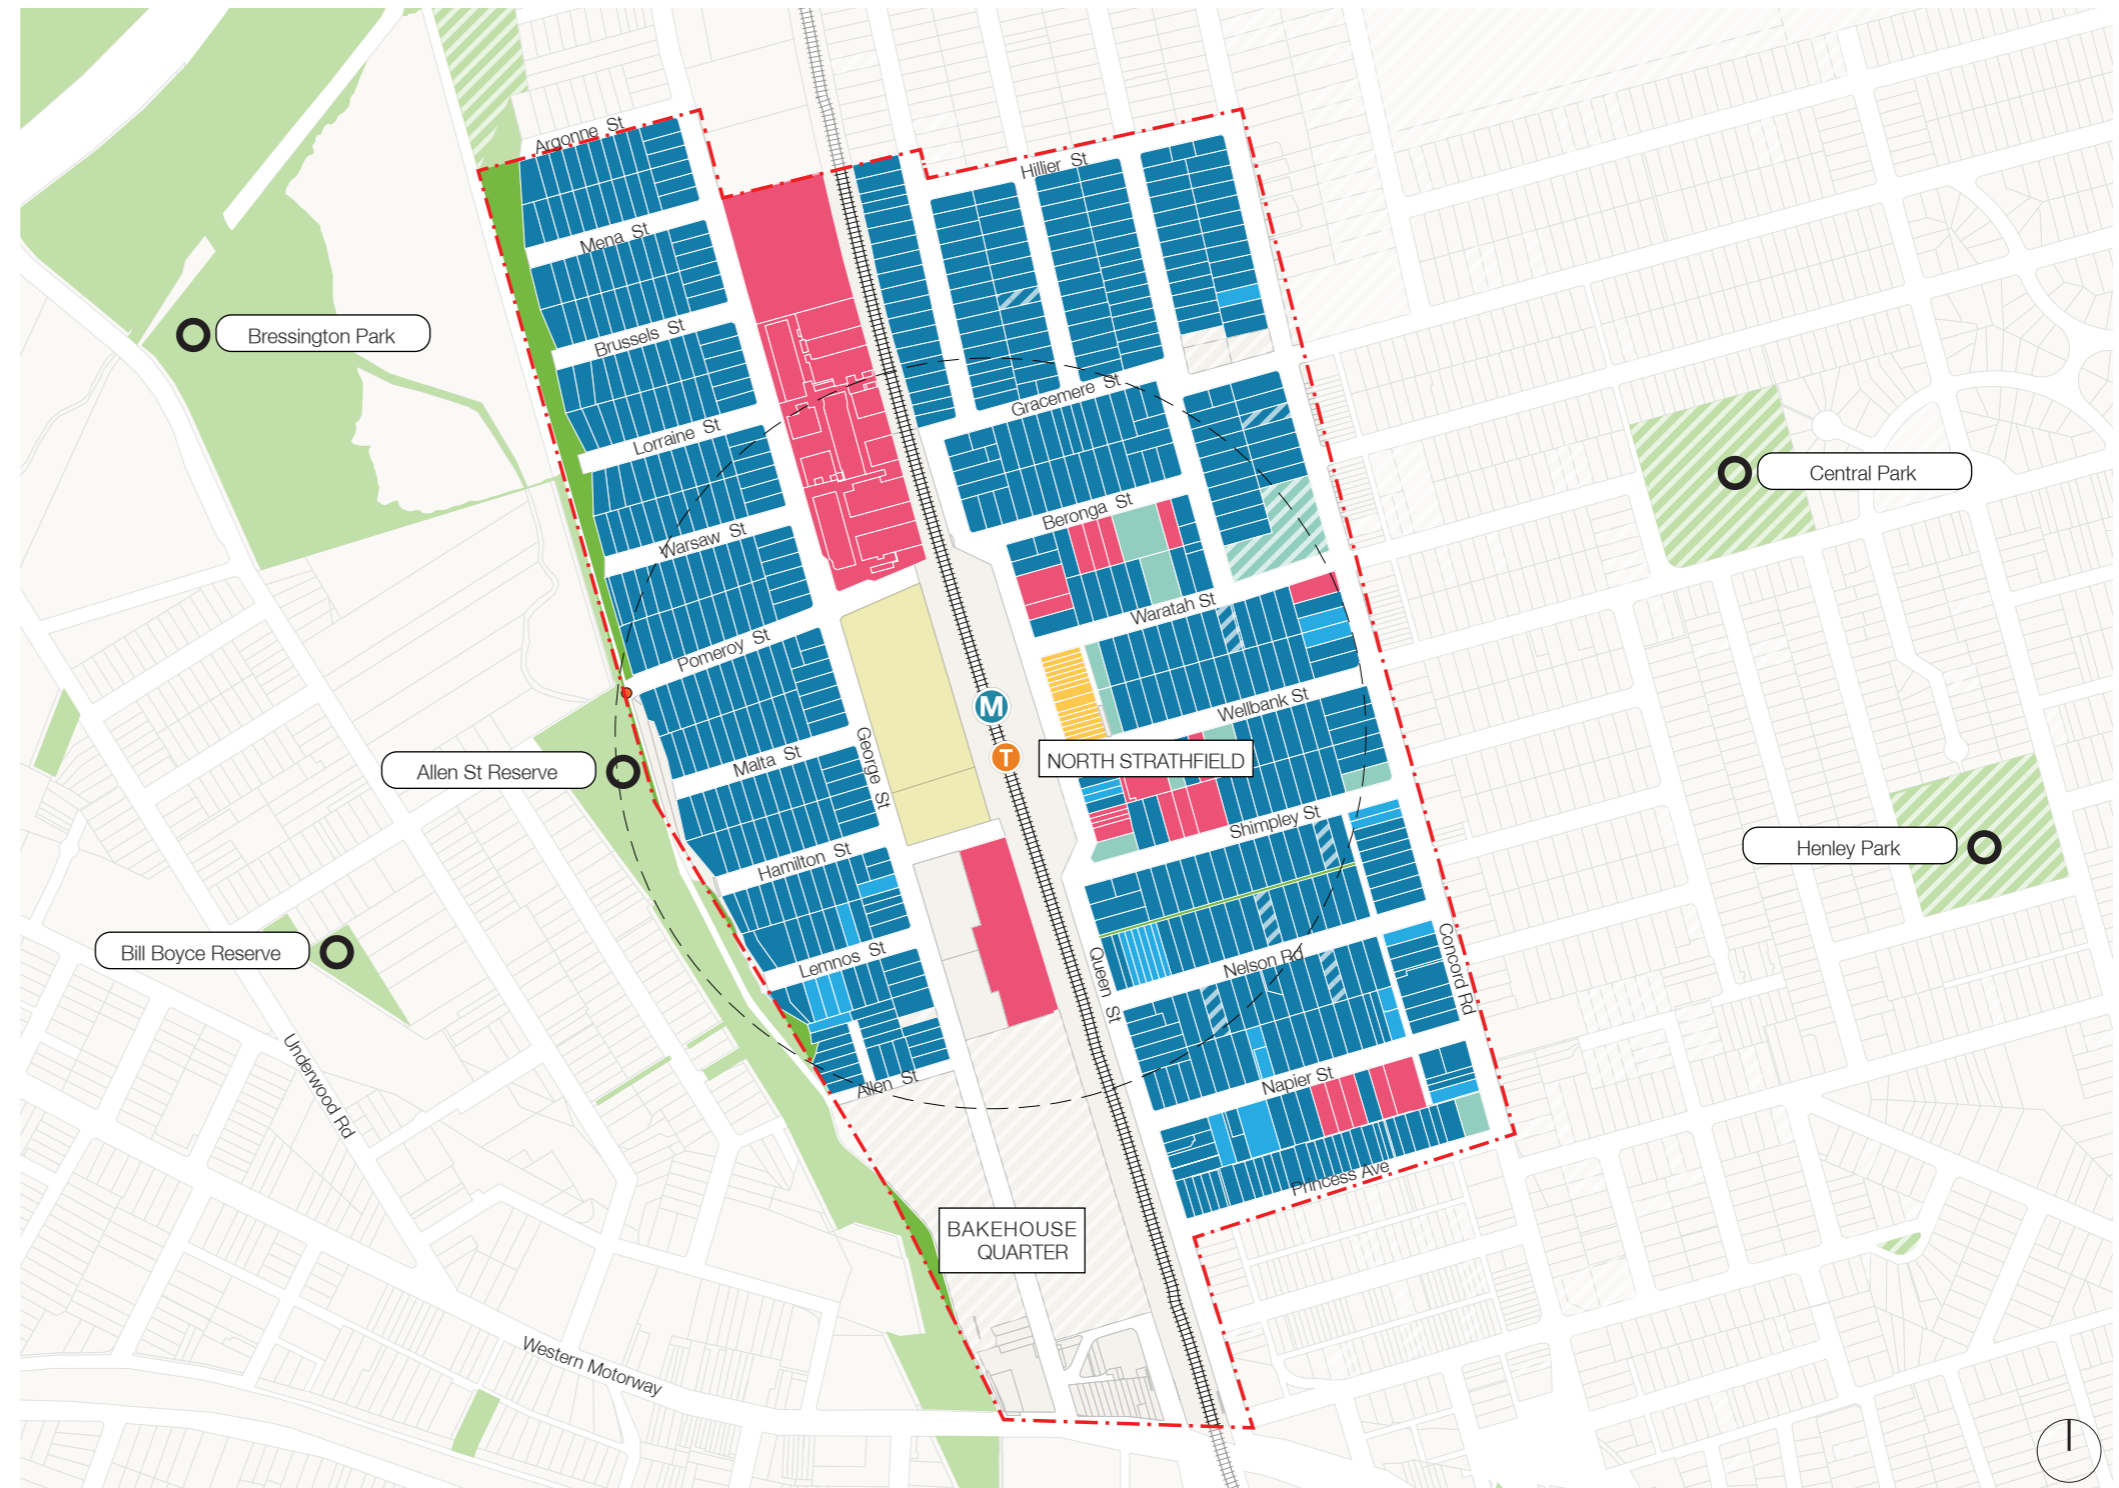 Argonne St
Hillier St
Mena St
Brussels St
Bressington Park
Gracemere St
Lorraine St
Central Park
Beronga St
Warsaw St
Waratah St
Pomeroy St
Wellbank St
M
T
NORTH STRATHFIELD
George St
Malta St
Allen St Reserve
Shimpley St
Henley Park
Hamilton St
Bill Boyce Reserve
Lemnos St
Nelson Rd
Queen St
Concord Rd
Underwood Rd
Allen St
Napier St
Princess Ave
BAKEHOUSE
QUARTER
Western Motorway